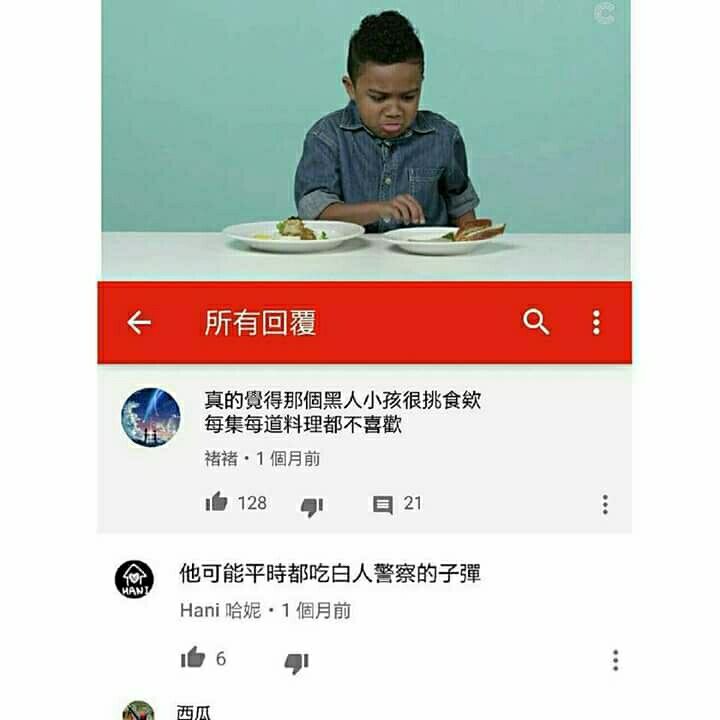 C
所有回覆
真的覺得那個黑人小孩很挑食欸
每集每道料理都不喜歡
褚褚・1 個月前
128
21
HANI
他可能平時都吃白人警察的子彈
Hani 哈妮・1 個月前
6
西瓜